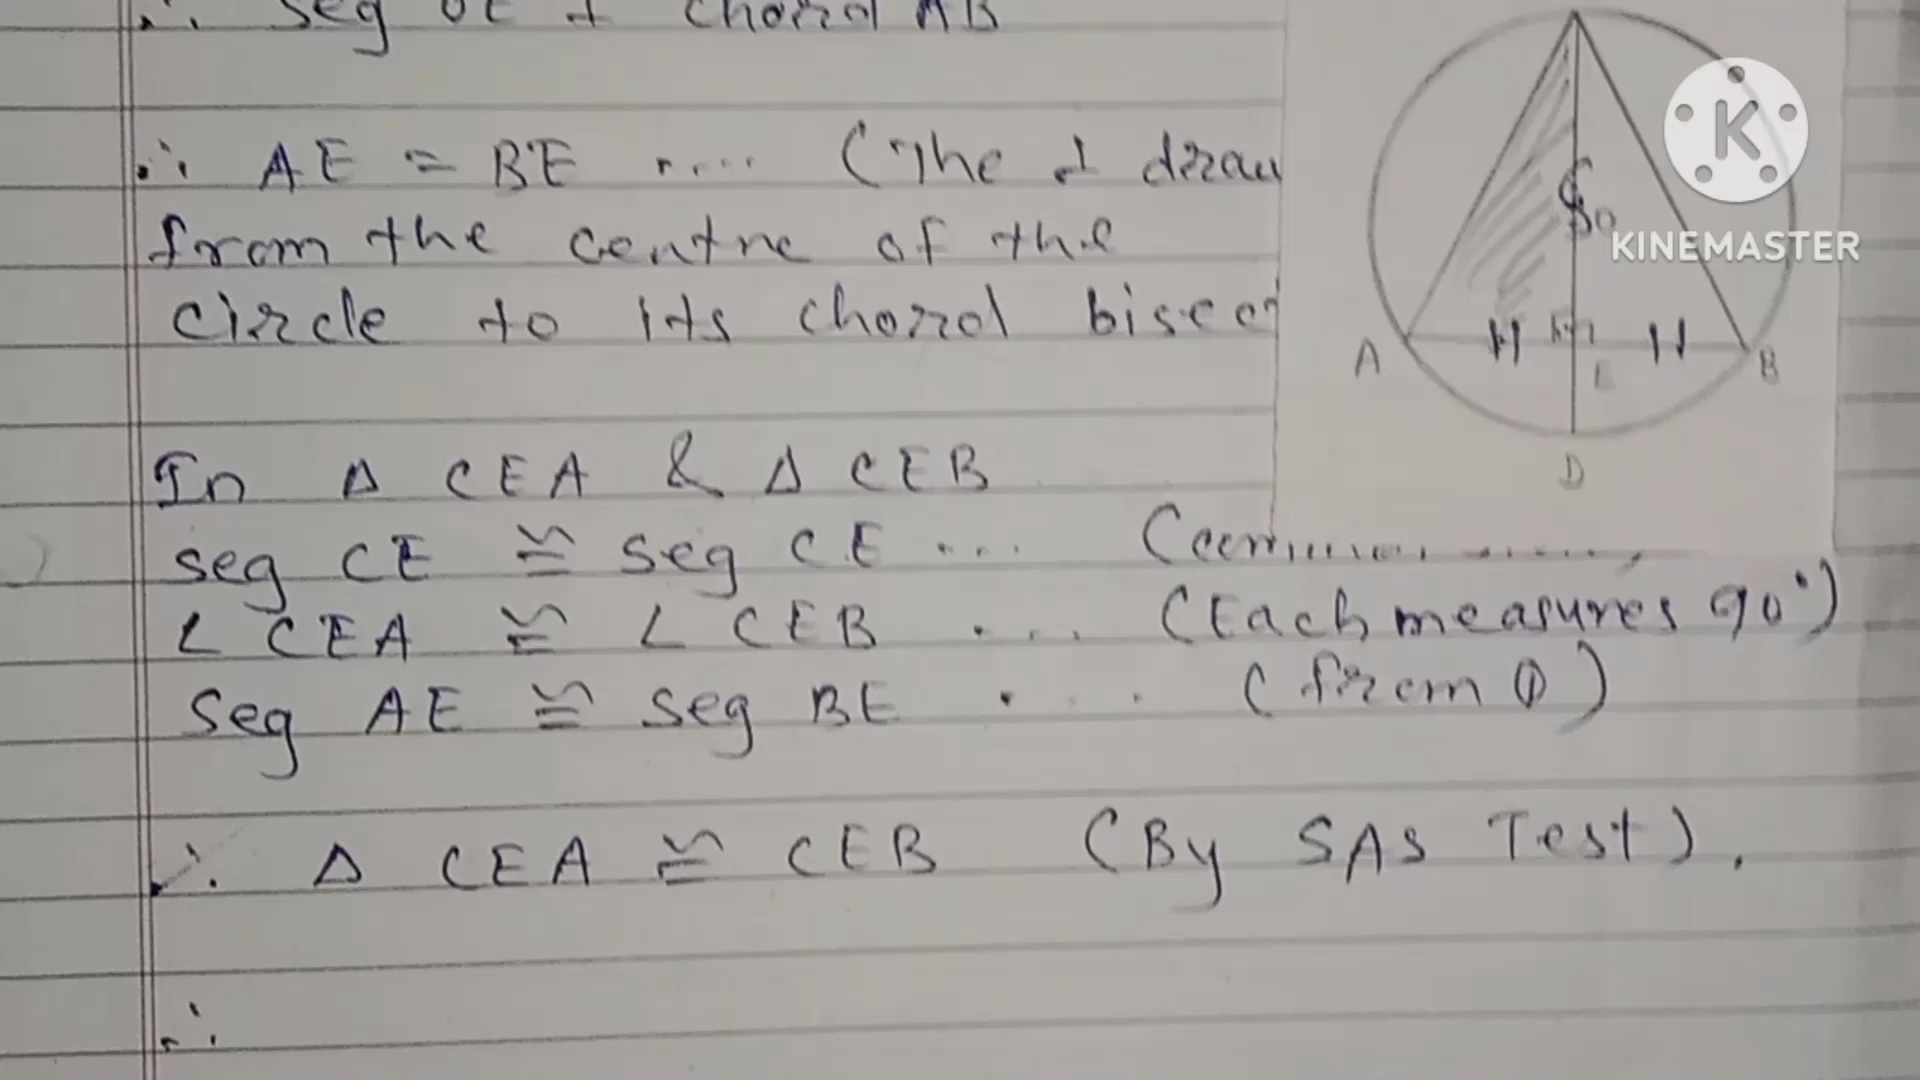 ∴ seg OE ⊥ chord AB
∴ AE = BE .... (The ⊥ draw
from the centre of the
circle to its chord bisec
In Δ CEA & Δ CEB
seg CE ≅ seg CE ...
∠ CEA ≅ ∠ CEB .... (Each measures 90°)
seg AE ≅ seg BE .... (from ①)
∴ Δ CEA ≅ CEB (By SAS Test).
∴
O
A
E
B
D
K
KINEMASTER